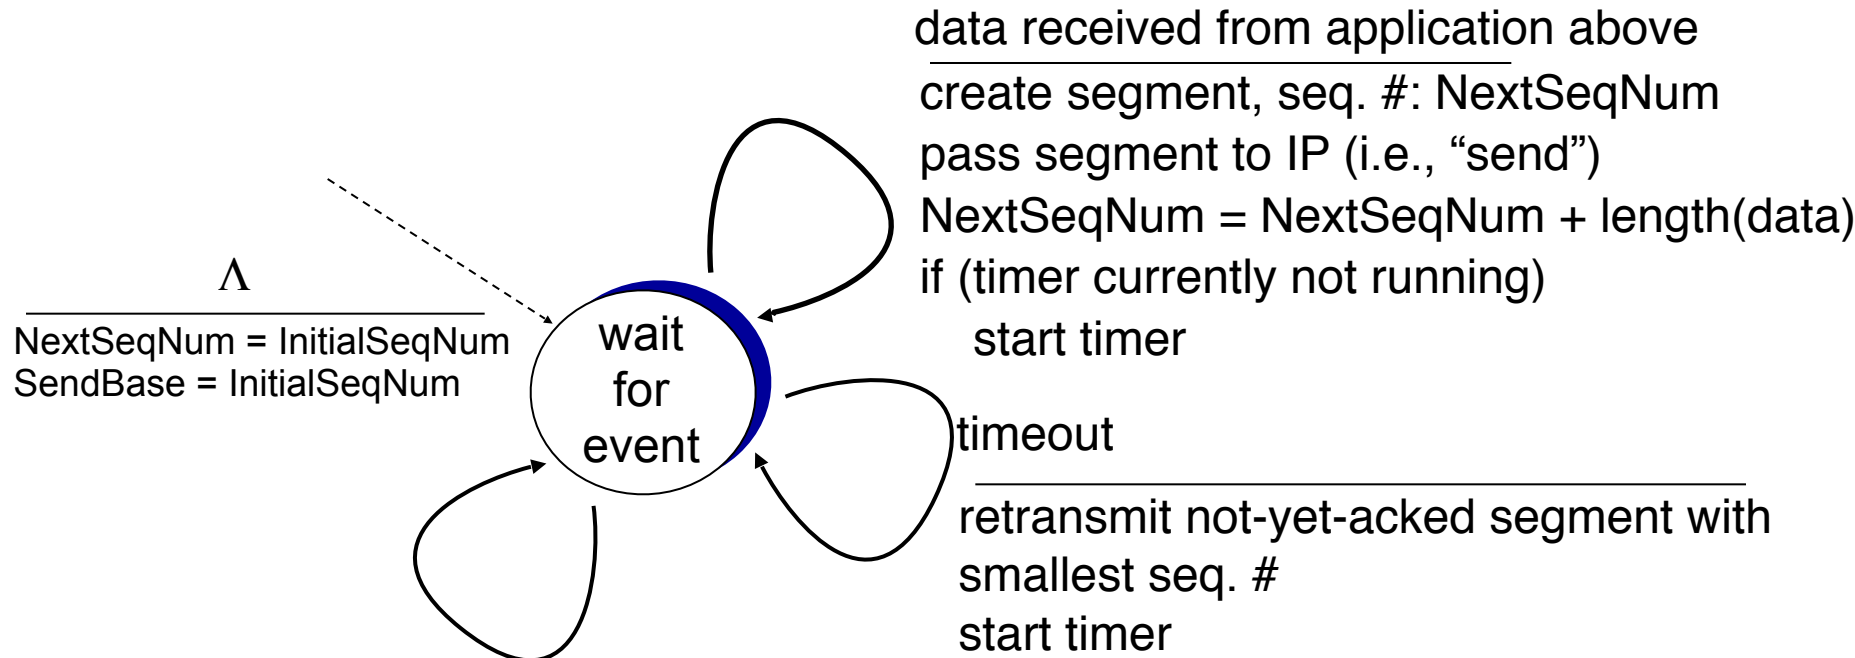 data received from application above
create segment, seq. #: NextSeqNum
pass segment to IP (i.e., “send”)
NextSeqNum = NextSeqNum + length(data)
if (timer currently not running)
start timer
Λ
NextSeqNum = InitialSeqNum
SendBase = InitialSeqNum
wait
for
event
timeout
retransmit not-yet-acked segment with
smallest seq. #
start timer